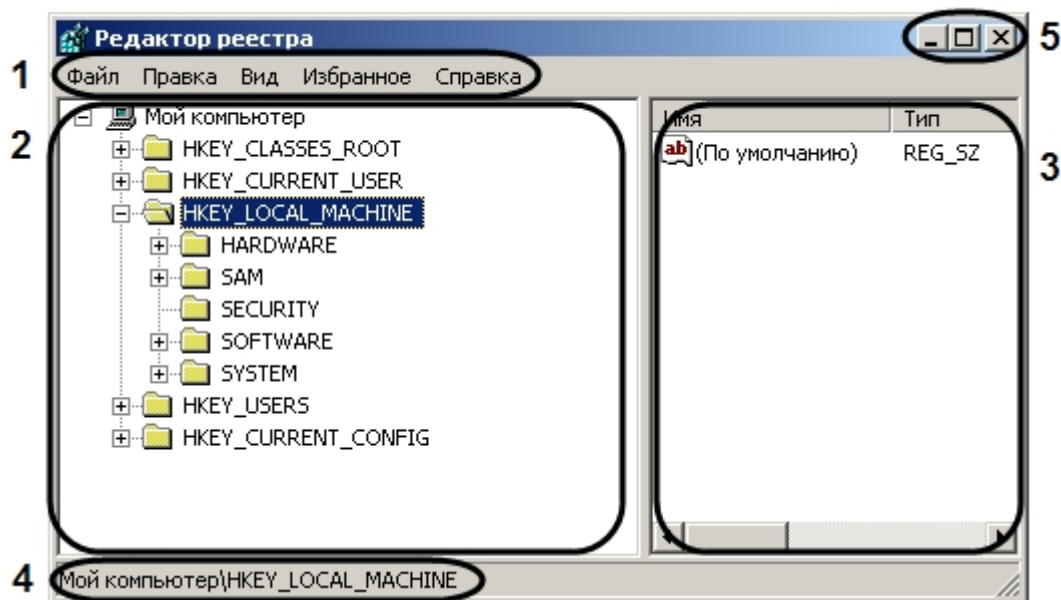 Редактор реестра
5
1
Файл Правка Вид Избранное Справка
2
Мой компьютер
HKEY_CLASSES_ROOT
HKEY_CURRENT_USER
HKEY_LOCAL_MACHINE
HARDWARE
SAM
SECURITY
SOFTWARE
SYSTEM
HKEY_USERS
HKEY_CURRENT_CONFIG
Имя Тип
ab (По умолчанию) REG_SZ
3
4
Мой компьютер\HKEY_LOCAL_MACHINE